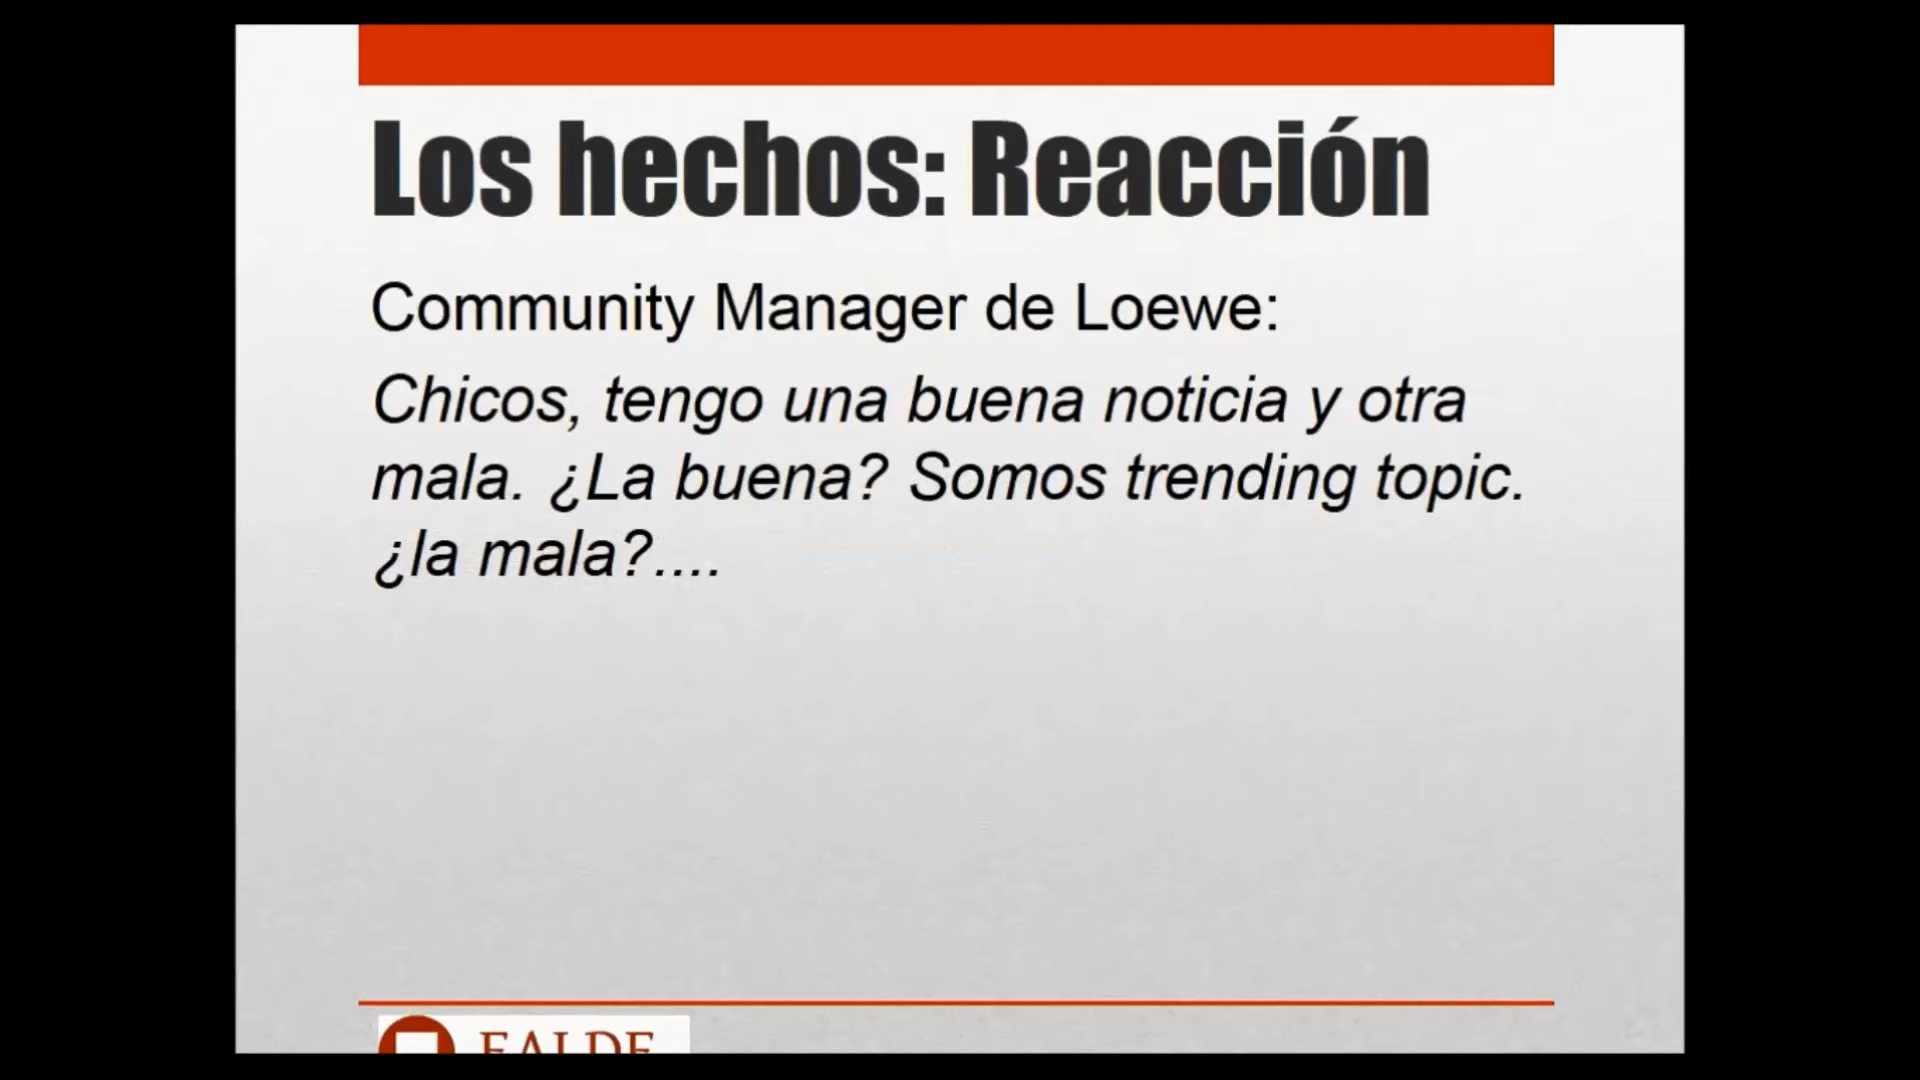 Los hechos: Reacción
Community Manager de Loewe:
Chicos, tengo una buena noticia y otra
mala. ¿La buena? Somos trending topic.
¿la mala?....
EALDE